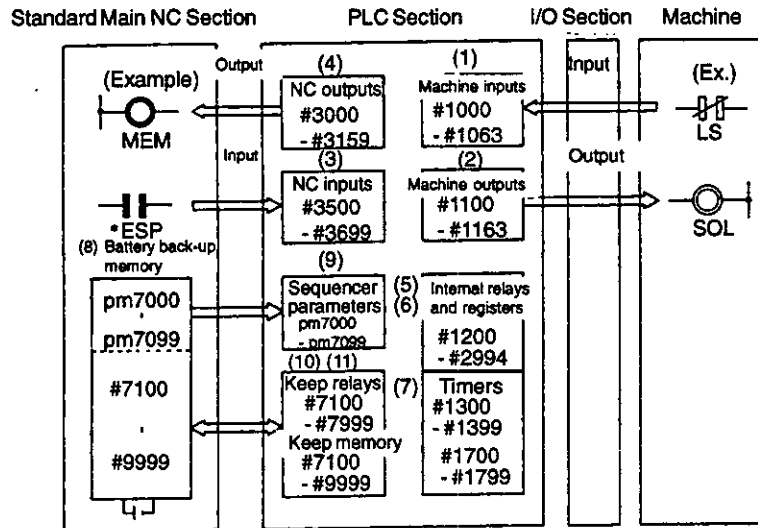 Standard Main NC Section
PLC Section
I/O Section
Machine
(Example)
MEM
*ESP
(8) Battery back-up
memory
pm7000
pm7099
#7100
#9999
Output
Input
(4)
NC outputs
#3000
- #3159
(3)
NC inputs
#3500
- #3699
(9)
Sequencer
parameters
pm7000
- pm7099
(10) (11)
Keep relays
#7100
- #7999
Keep memory
#7100
- #9999
(1)
Machine inputs
#1000
- #1063
(2)
Machine outputs
#1100
- #1163
(5) Internal relays
(6) and registers
#1200
- #2994
(7) Timers
#1300
- #1399
#1700
- #1799
Input
Output
(Ex.)
LS
SOL